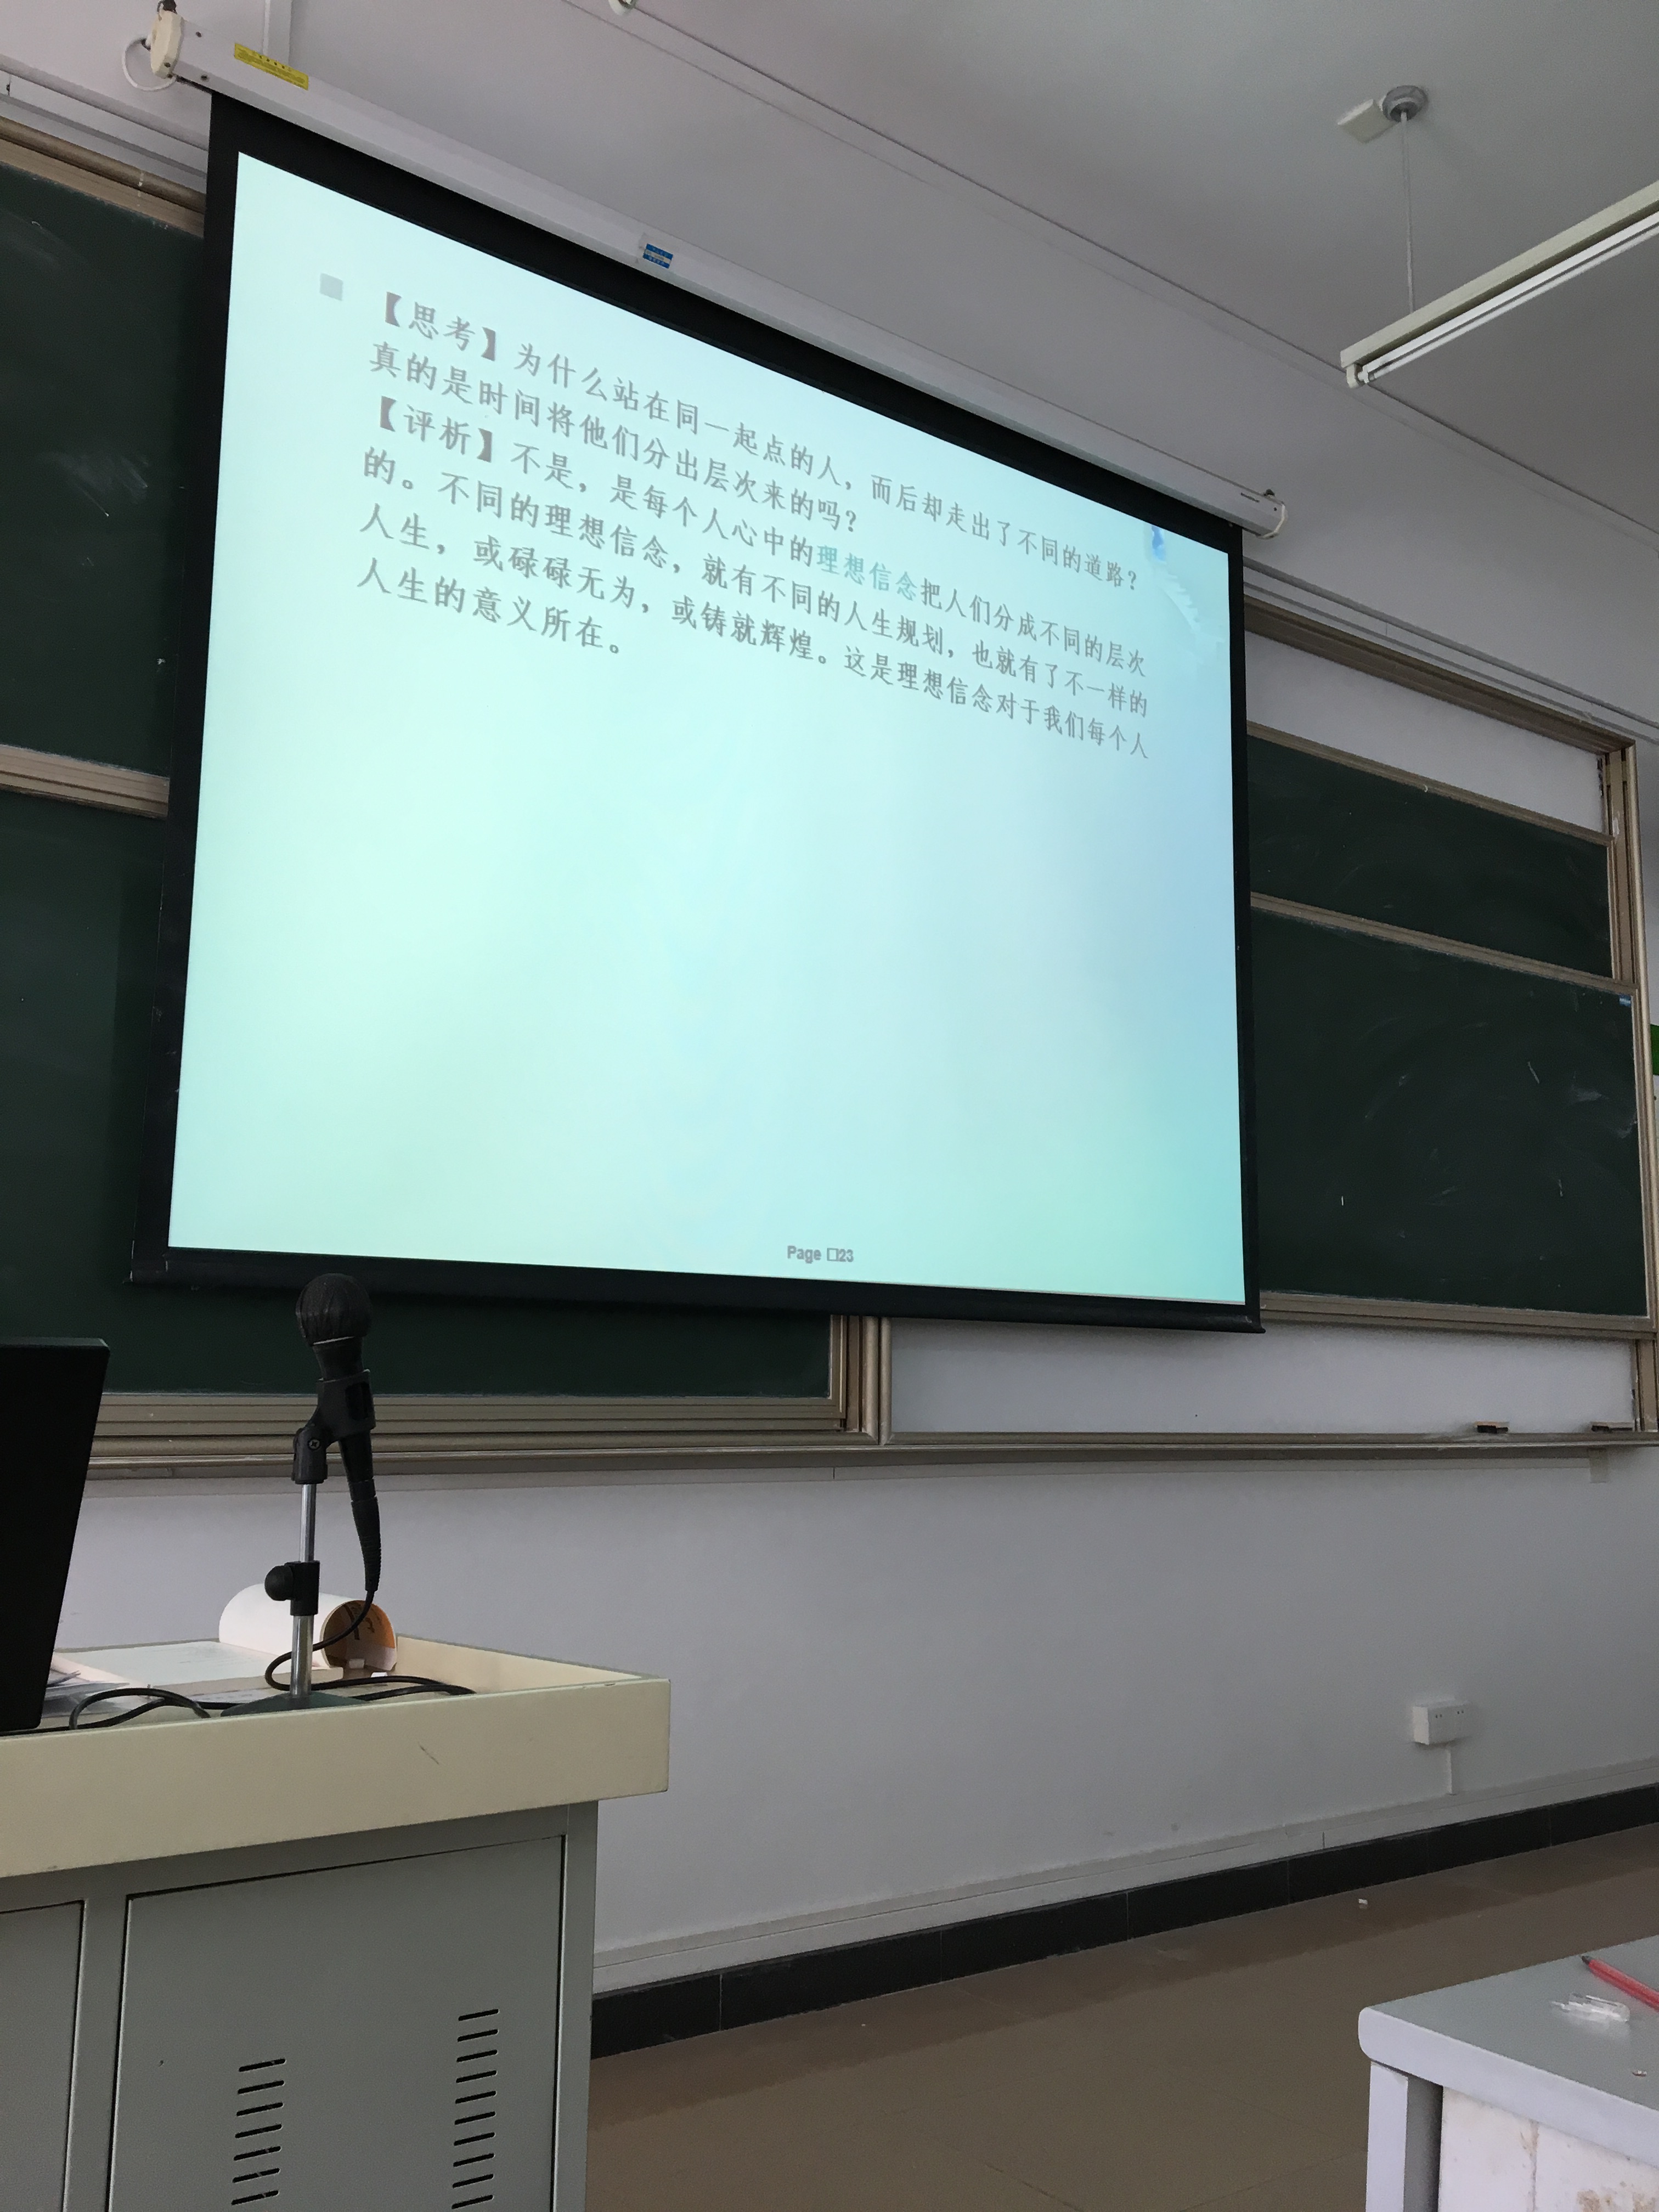 【思考】为什么站在同一起点的人，而后却走出了不同的道路？
真的是时间将他们分出层次来的吗？
【评析】不是，是每个人心中的理想信念把人们分成不同的层次
的。不同的理想信念，就有不同的人生规划，也就有了不一样的
人生，或碌碌无为，或铸就辉煌。这是理想信念对于我们每个人
人生的意义所在。
Page □23